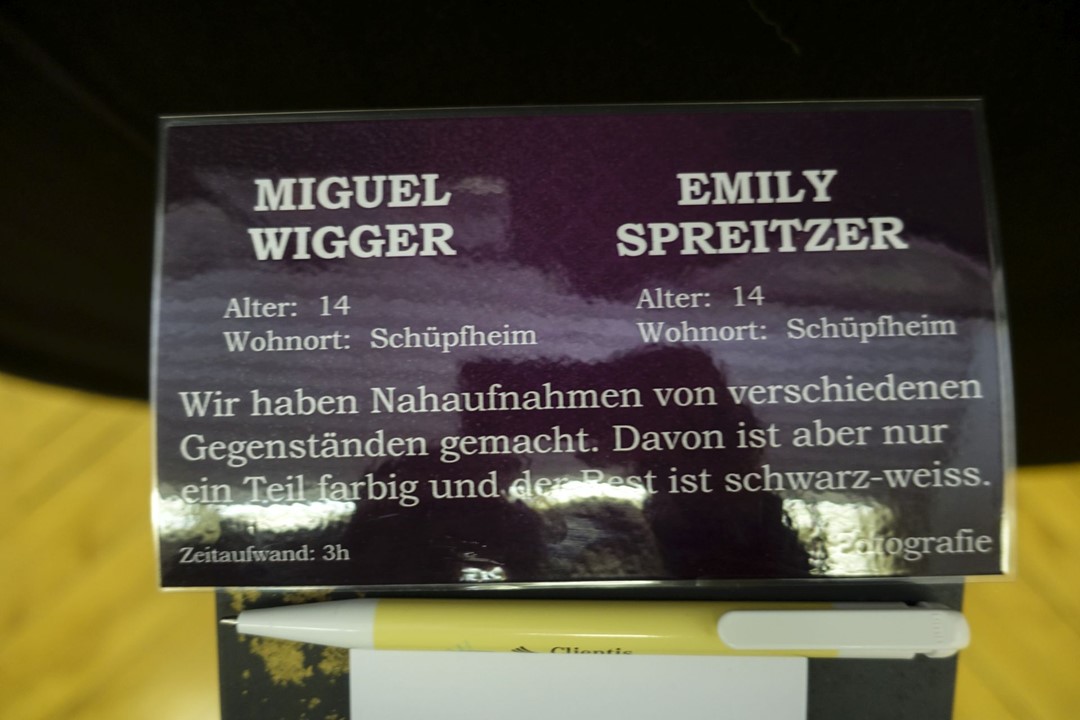 MIGUEL
WIGGER
Alter: 14
Wohnort: Schüpfheim
EMILY
SPREITZER
Alter: 14
Wohnort: Schüpfheim
Wir haben Nahaufnahmen von verschiedenen
Gegenständen gemacht. Davon ist aber nur
ein Teil farbig und der Rest ist schwarz-weiss.
Zeitaufwand: 3h
Fotografie
Clientis